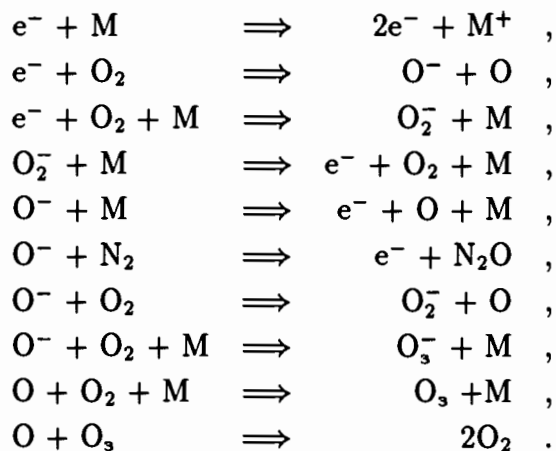 e⁻ + M ⟹ 2e⁻ + M⁺ ,
e⁻ + O₂ ⟹ O⁻ + O ,
e⁻ + O₂ + M ⟹ O₂⁻ + M ,
O₂⁻ + M ⟹ e⁻ + O₂ + M ,
O⁻ + M ⟹ e⁻ + O + M ,
O⁻ + N₂ ⟹ e⁻ + N₂O ,
O⁻ + O₂ ⟹ O₂⁻ + O ,
O⁻ + O₂ + M ⟹ O₃⁻ + M ,
O + O₂ + M ⟹ O₃ +M ,
O + O₃ ⟹ 2O₂ .